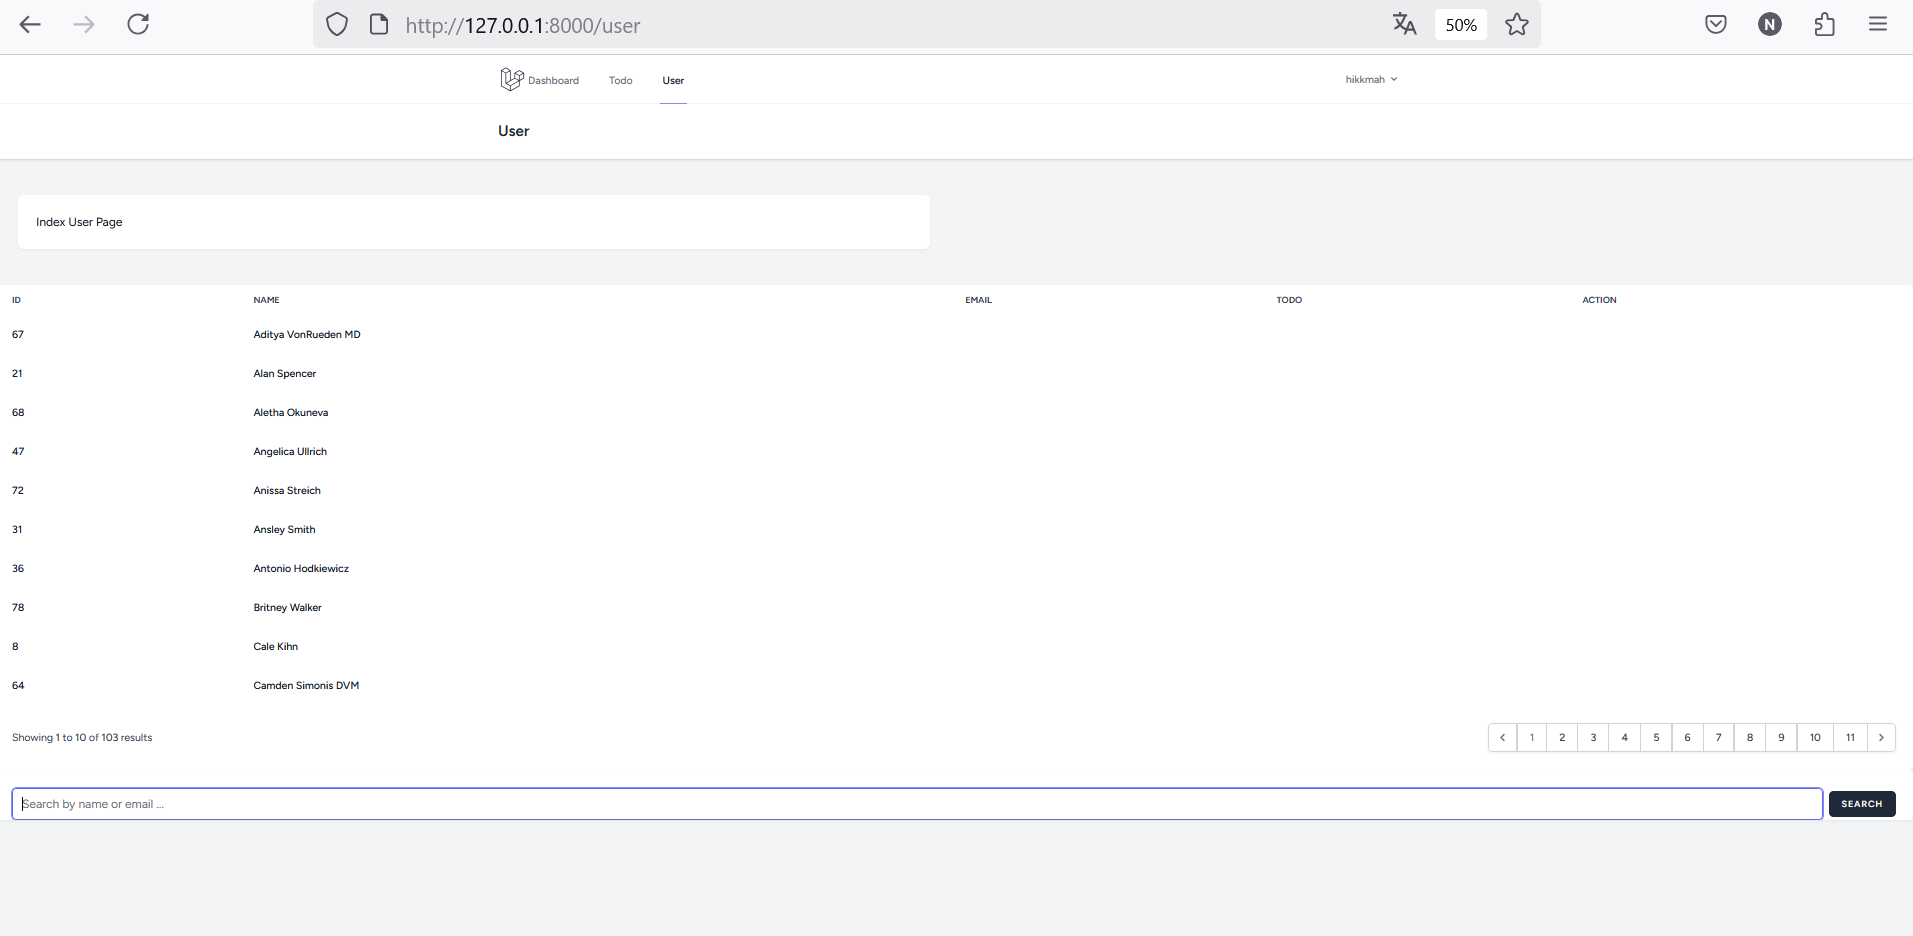 http://127.0.0.1:8000/user
50%
N
Dashboard Todo User hikkmah
User
Index User Page
ID NAME EMAIL TODO ACTION
67 Aditya VonRueden MD
21 Alan Spencer
68 Aletha Okuneva
47 Angelica Ullrich
72 Anissa Streich
31 Ansley Smith
36 Antonio Hodkiewicz
78 Britney Walker
8 Cale Kihn
64 Camden Simonis DVM
Showing 1 to 10 of 103 results 1 2 3 4 5 6 7 8 9 10 11
Search by name or email ... SEARCH